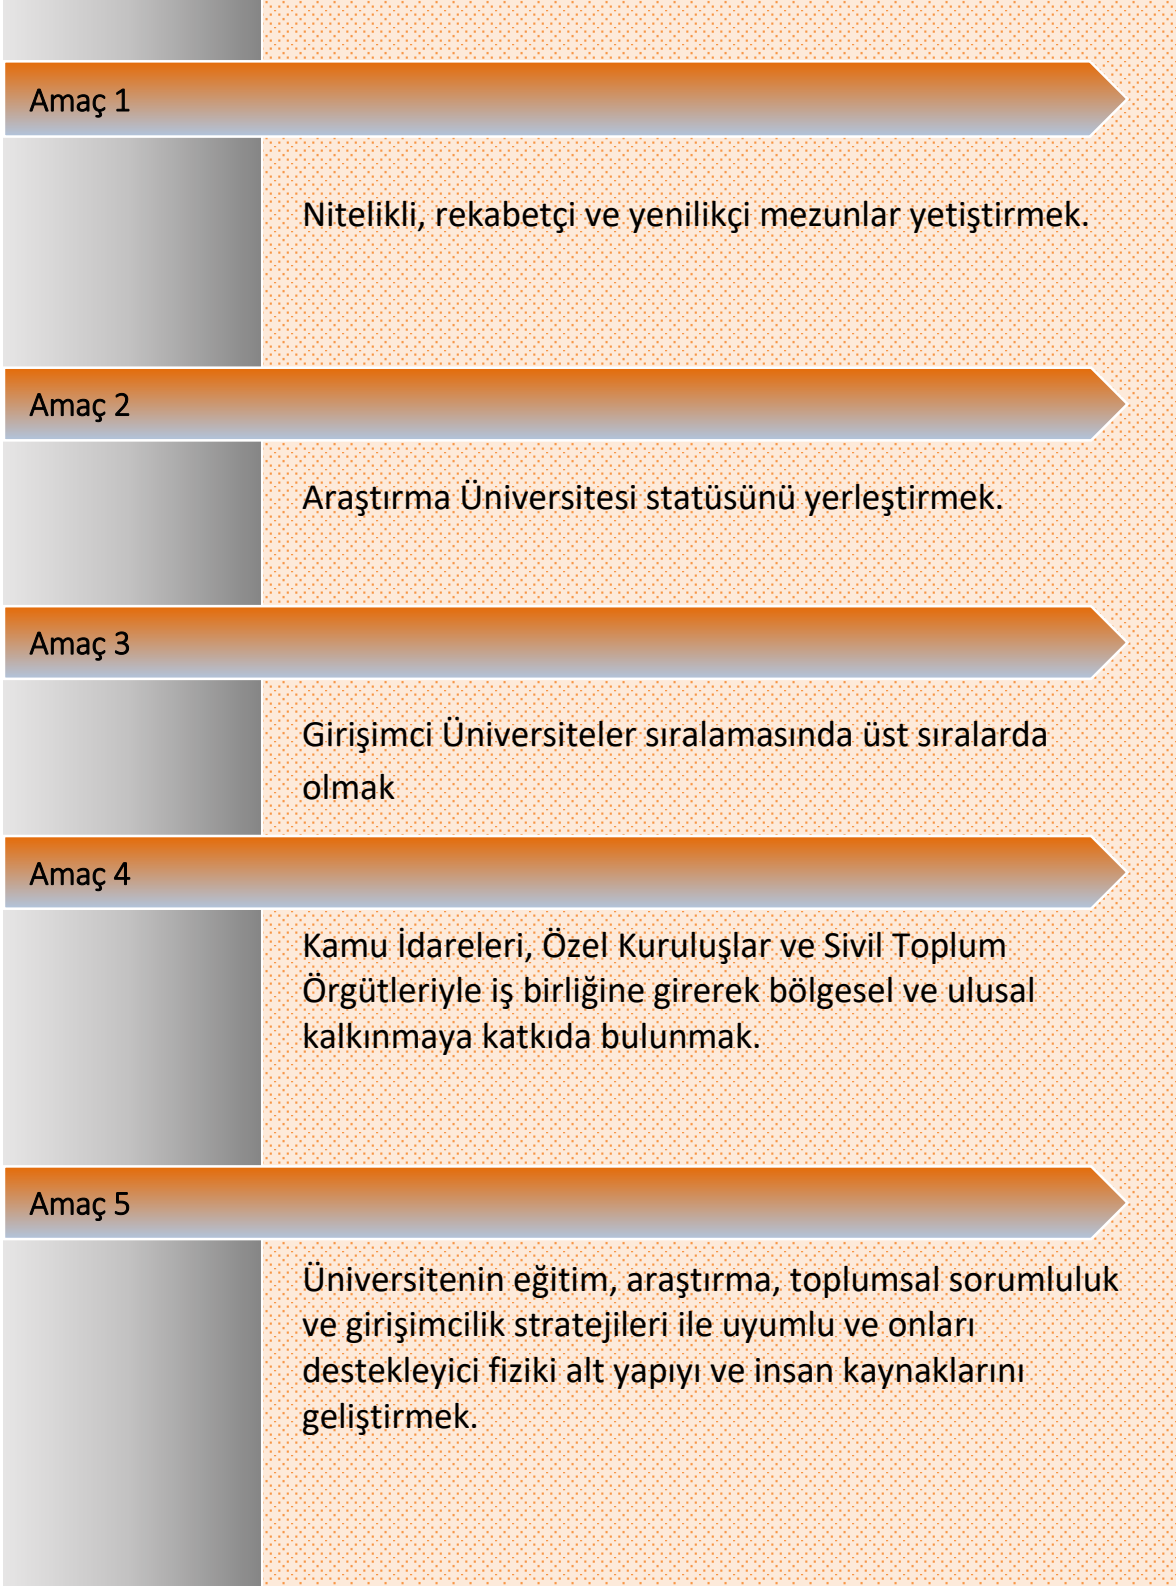 Amaç 1
Nitelikli, rekabetçi ve yenilikçi mezunlar yetiştirmek.
Amaç 2
Araştırma Üniversitesi statüsünü yerleştirmek.
Amaç 3
Girişimci Üniversiteler sıralamasında üst sıralarda
olmak
Amaç 4
Kamu İdareleri, Özel Kuruluşlar ve Sivil Toplum
Örgütleriyle iş birliğine girerek bölgesel ve ulusal
kalkınmaya katkıda bulunmak.
Amaç 5
Üniversitenin eğitim, araştırma, toplumsal sorumluluk
ve girişimcilik stratejileri ile uyumlu ve onları
destekleyici fiziki alt yapıyı ve insan kaynaklarını
geliştirmek.